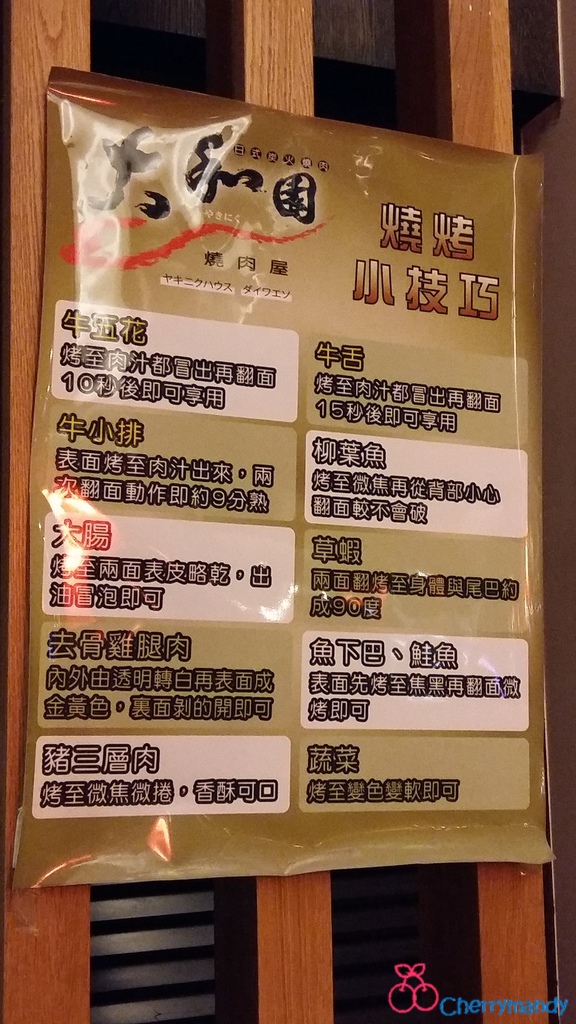 日式炭火燒肉
大和園
やきにく
燒肉屋
ヤキニクハウス ダイワエン
燒烤
小技巧
牛五花
烤至肉汁都冒出再翻面
10秒後即可享用
牛小排
表面烤至肉汁出來，兩
次翻面動作即約9分熟
大腸
烤至兩面表皮略乾，出
油冒泡即可
去骨雞腿肉
內外由透明轉白再表面成
金黃色，裏面剝的開即可
豬三層肉
烤至微焦微捲，香酥可口
牛舌
烤至肉汁都冒出再翻面
15秒後即可享用
柳葉魚
烤至微焦再從背部小心
翻面較不會破
草蝦
兩面翻烤至身體與尾巴約
成90度
魚下巴、鮭魚
表面先烤至焦黑再翻面微
烤即可
蔬菜
烤至變色變軟即可
Cherrymandy